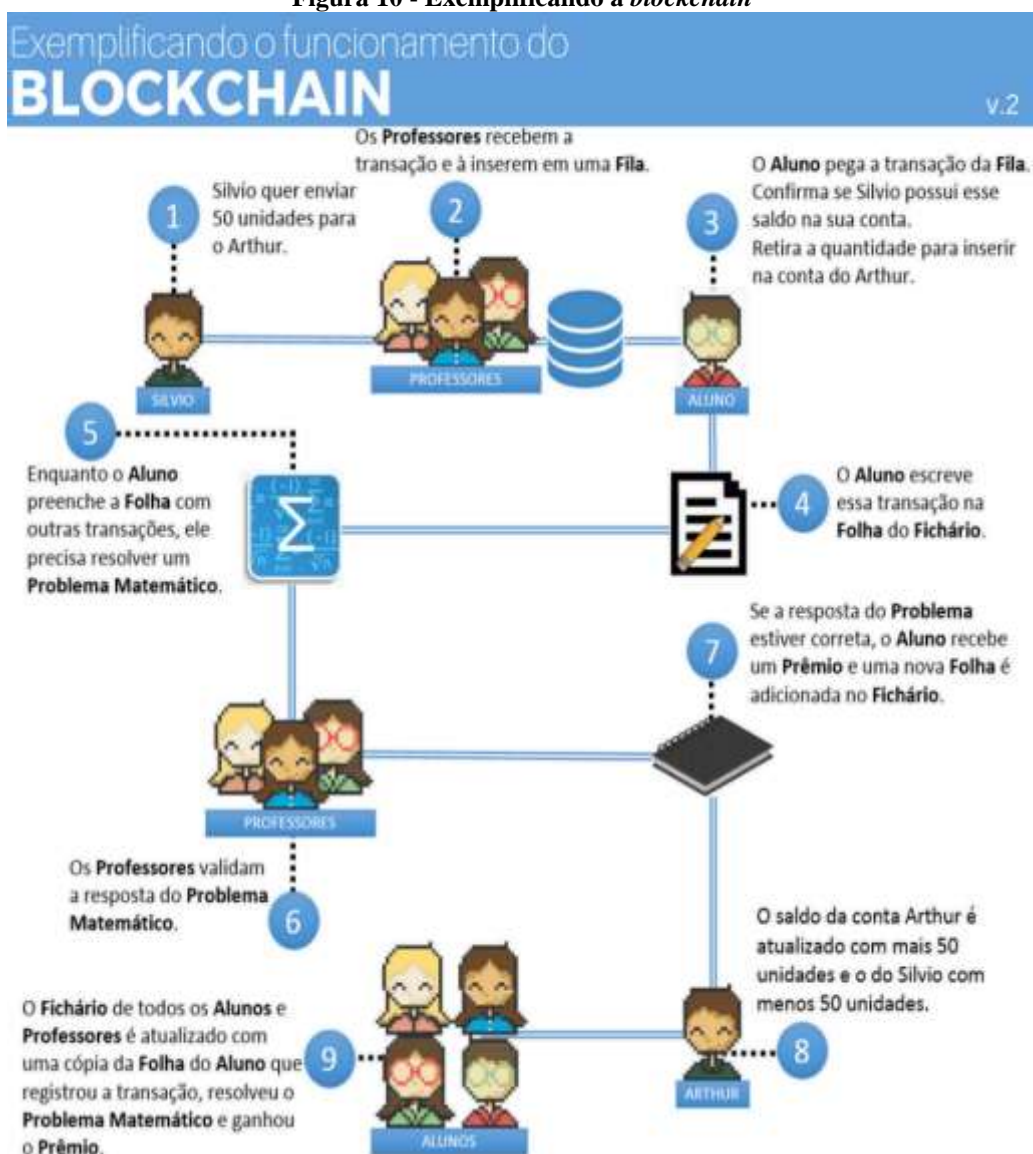 Figura 10 - Exemplificando a blockchain
Exemplificando o funcionamento do
BLOCKCHAIN
v.2
1
Silvio quer enviar
50 unidades para
o Arthur.
SILVIO
Os Professores recebem a
transação e à inserem em uma Fila.
2
PROFESSORES
O Aluno pega a transação da Fila.
Confirma se Silvio possui esse
saldo na sua conta.
Retira a quantidade para inserir
na conta do Arthur.
3
ALUNO
4
O Aluno escreve
essa transação na
Folha do Fichário.
5
Enquanto o Aluno
preenche a Folha com
outras transações, ele
precisa resolver um
Problema Matemático.
Σ
PROFESSORES
Os Professores validam
a resposta do Problema
Matemático.
6
Se a resposta do Problema
estiver correta, o Aluno recebe
um Prêmio e uma nova Folha é
adicionada no Fichário.
7
O saldo da conta Arthur é
atualizado com mais 50
unidades e o do Silvio com
menos 50 unidades.
8
ARTHUR
O Fichário de todos os Alunos e
Professores é atualizado com
uma cópia da Folha do Aluno que
registrou a transação, resolveu o
Problema Matemático e ganhou
o Prêmio.
9
ALUNOS